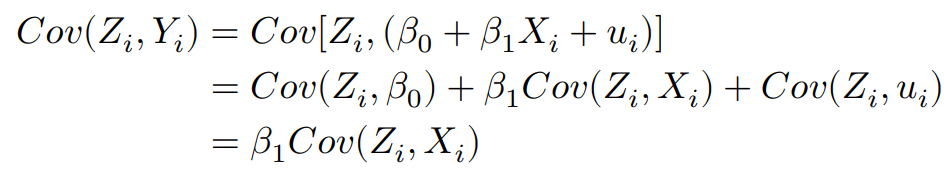 Cov(Z_i, Y_i) = Cov[Z_i, (β_0 + β_1X_i + u_i)]
= Cov(Z_i, β_0) + β_1Cov(Z_i, X_i) + Cov(Z_i, u_i)
= β_1Cov(Z_i, X_i)